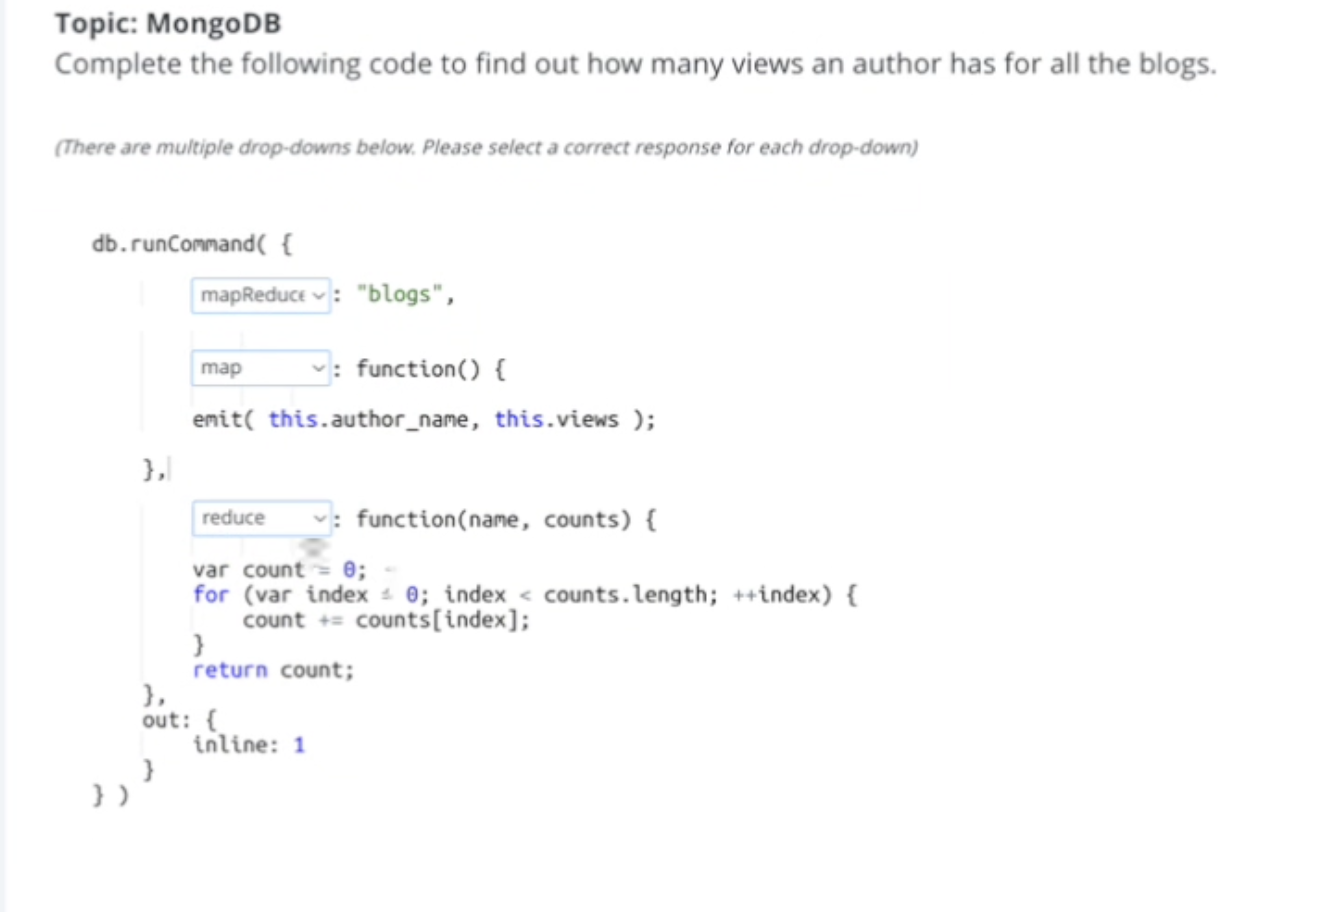 Topic: MongoDB
Complete the following code to find out how many views an author has for all the blogs.
(There are multiple drop-downs below. Please select a correct response for each drop-down)
db.runCommand( {
mapReduce : "blogs",
map : function() {
emit( this.author_name, this.views );
},
reduce : function(name, counts) {
var count = 0;
for (var index = 0; index < counts.length; ++index) {
count += counts[index];
}
return count;
},
out: {
inline: 1
}
} )